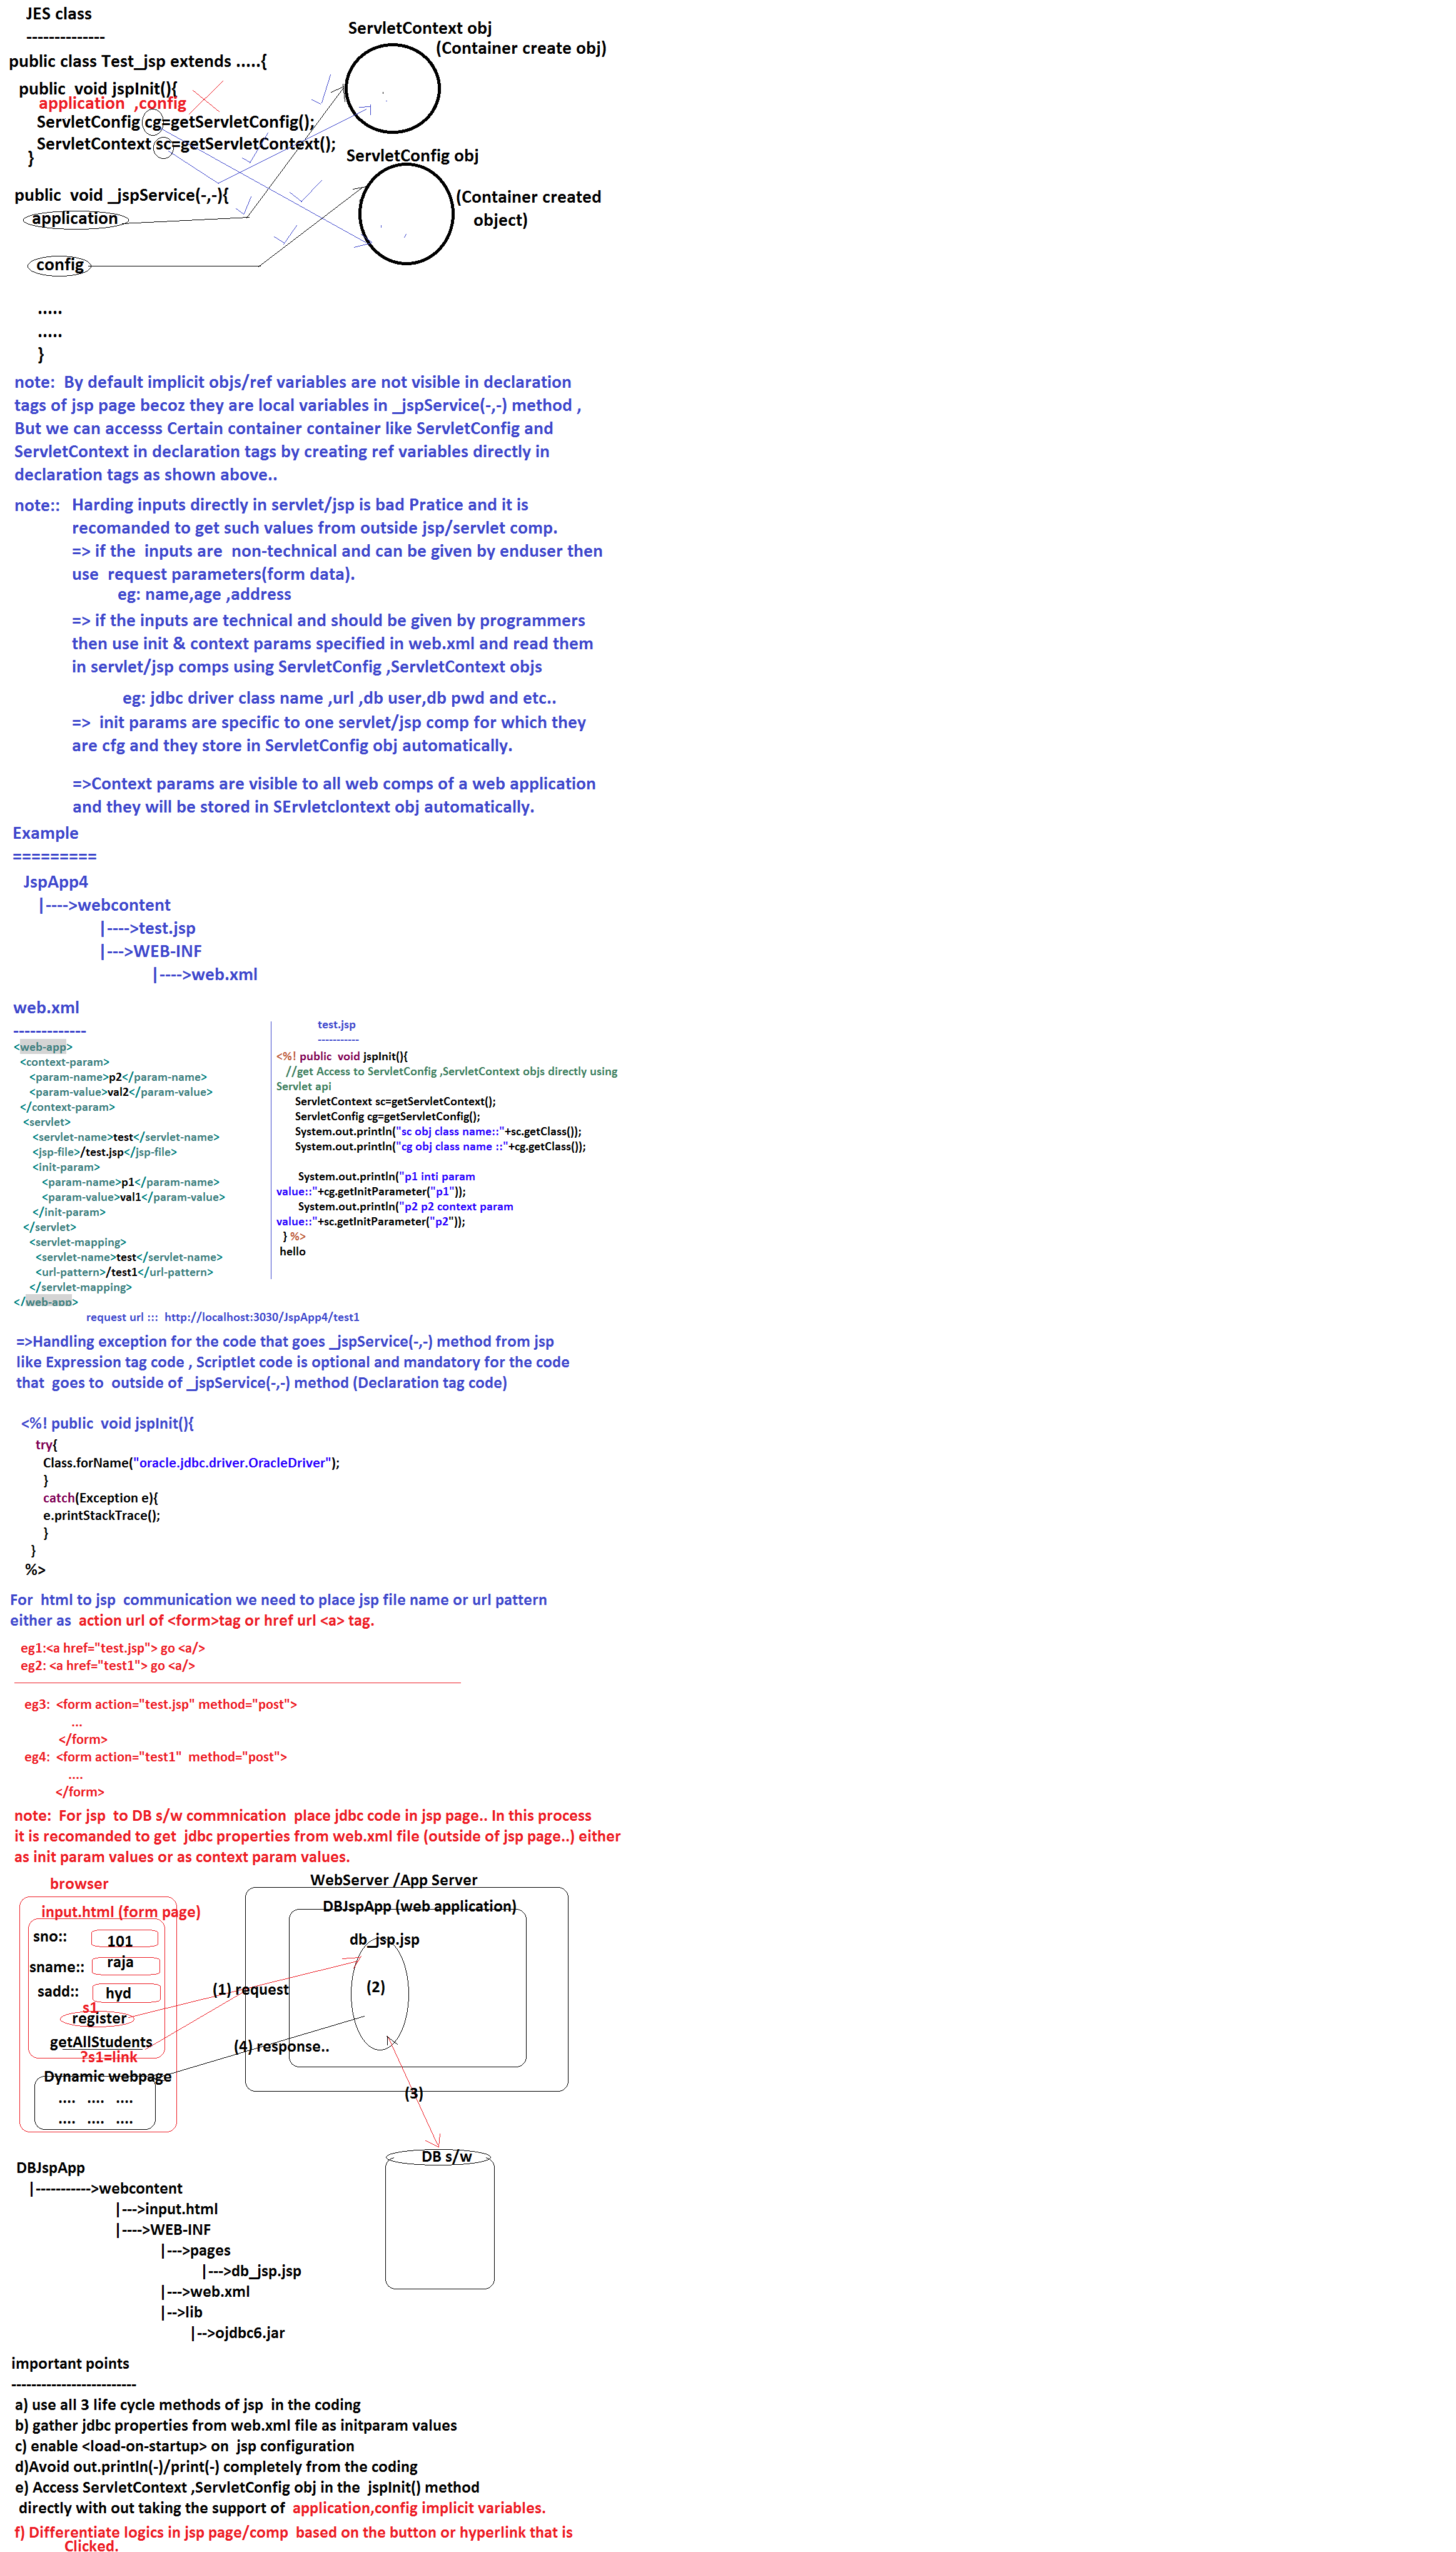 JES class
--------------
public class Test_jsp extends .....{
public  void jspInit(){
application  ,config
ServletConfig cg=getServletConfig();
ServletContext sc=getServletContext();
}
public  void _jspService(-,-){
application
config
.....
.....
}
ServletContext obj
(Container create obj)
ServletConfig obj
(Container created
object)
note:  By default implicit objs/ref variables are not visible in declaration
tags of jsp page becoz they are local variables in _jspService(-,-) method ,
But we can accesss Certain container container like ServletConfig and
ServletContext in declaration tags by creating ref variables directly in
declaration tags as shown above..
note::   Harding inputs directly in servlet/jsp is bad Pratice and it is
recomanded to get such values from outside jsp/servlet comp.
=> if the  inputs are  non-technical and can be given by enduser then
use  request parameters(form data).
eg: name,age ,address
=> if the inputs are technical and should be given by programmers
then use init & context params specified in web.xml and read them
in servlet/jsp comps using ServletConfig ,ServletContext objs
eg: jdbc driver class name ,url ,db user,db pwd and etc..
=>  init params are specific to one servlet/jsp comp for which they
are cfg and they store in ServletConfig obj automatically.
=>Context params are visible to all web comps of a web application
and they will be stored in SErvletclontext obj automatically.
Example
=========
JspApp4
|---->webcontent
|---->test.jsp
|--->WEB-INF
|---->web.xml
web.xml
-------------
<web-app>
<context-param>
<param-name>p2</param-name>
<param-value>val2</param-value>
</context-param>
<servlet>
<servlet-name>test</servlet-name>
<jsp-file>/test.jsp</jsp-file>
<init-param>
<param-name>p1</param-name>
<param-value>val1</param-value>
</init-param>
</servlet>
<servlet-mapping>
<servlet-name>test</servlet-name>
<url-pattern>/test1</url-pattern>
</servlet-mapping>
</web-app>
test.jsp
-----------
<%! public  void jspInit(){
//get Access to ServletConfig ,ServletContext objs directly using
Servlet api
ServletContext sc=getServletContext();
ServletConfig cg=getServletConfig();
System.out.println("sc obj class name::"+sc.getClass());
System.out.println("cg obj class name ::"+cg.getClass());
System.out.println("p1 inti param
value::"+cg.getInitParameter("p1"));
System.out.println("p2 p2 context param
value::"+sc.getInitParameter("p2"));
} %>
hello
request url :::  http://localhost:3030/JspApp4/test1
=>Handling exception for the code that goes _jspService(-,-) method from jsp
like Expression tag code , Scriptlet code is optional and mandatory for the code
that  goes to  outside of _jspService(-,-) method (Declaration tag code)
<%! public  void jspInit(){
try{
Class.forName("oracle.jdbc.driver.OracleDriver");
}
catch(Exception e){
e.printStackTrace();
}
}
%>
For  html to jsp  communication we need to place jsp file name or url pattern
either as  action url of <form>tag or href url <a> tag.
eg1:<a href="test.jsp"> go <a/>
eg2: <a href="test1"> go <a/>
eg3:  <form action="test.jsp" method="post">
...
</form>
eg4:  <form action="test1"  method="post">
....
</form>
note:  For jsp  to DB s/w commnication  place jdbc code in jsp page.. In this process
it is recomanded to get  jdbc properties from web.xml file (outside of jsp page..) either
as init param values or as context param values.
browser
input.html (form page)
sno::
101
sname::
raja
sadd::
hyd
s1
register
getAllStudents
?s1=link
Dynamic webpage
....   ....   ....
....   ....   ....
WebServer /App Server
DBJspApp (web application)
db_jsp.jsp
(1) request
(2)
(4) response..
(3)
DB s/w
DBJspApp
|----------->webcontent
|--->input.html
|---->WEB-INF
|--->pages
|--->db_jsp.jsp
|--->web.xml
|-->lib
|-->ojdbc6.jar
important points
-------------------------
a) use all 3 life cycle methods of jsp  in the coding
b) gather jdbc properties from web.xml file as initparam values
c) enable <load-on-startup> on  jsp configuration
d)Avoid out.println(-)/print(-) completely from the coding
e) Access ServletContext ,ServletConfig obj in the  jspInit() method
directly with out taking the support of  application,config implicit variables.
f) Differentiate logics in jsp page/comp  based on the button or hyperlink that is
Clicked.